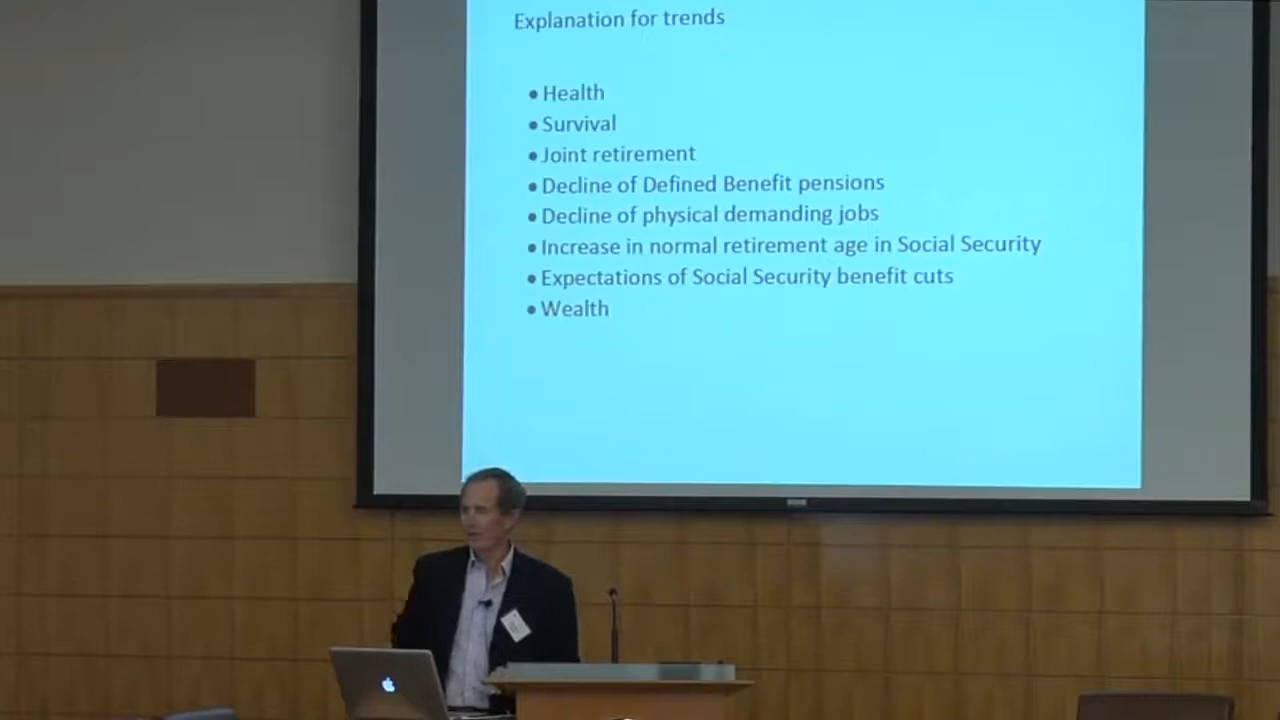 Explanation for trends
• Health
• Survival
• Joint retirement
• Decline of Defined Benefit pensions
• Decline of physical demanding jobs
• Increase in normal retirement age in Social Security
• Expectations of Social Security benefit cuts
• Wealth